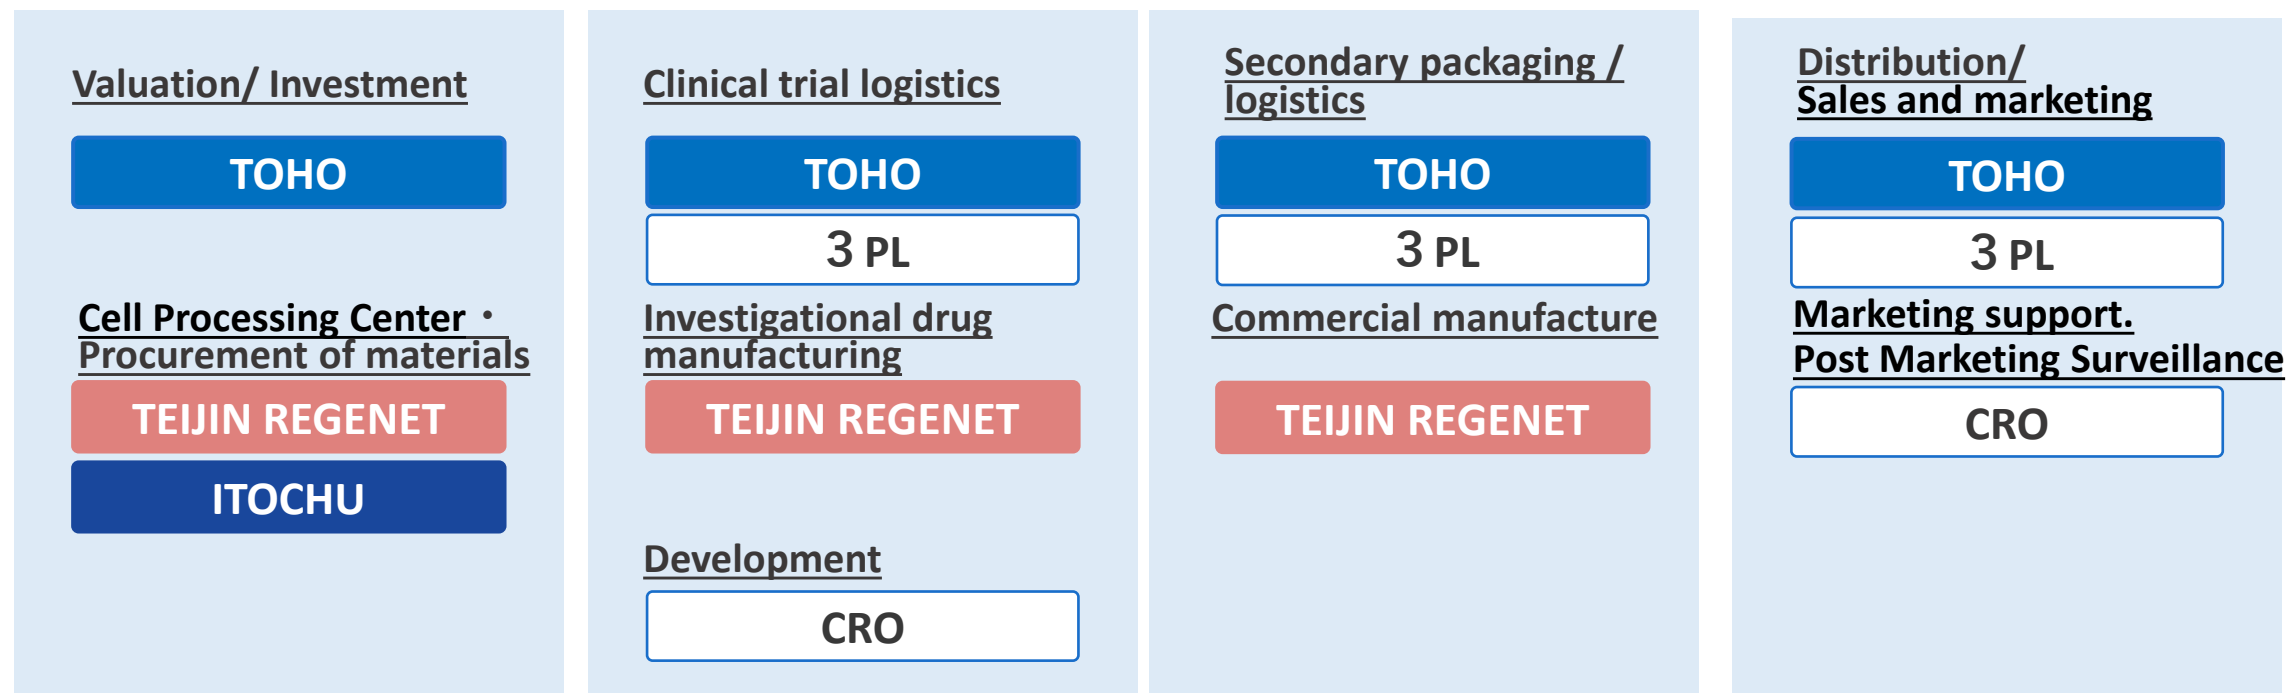 Valuation/ Investment
TOHO
Cell Processing Center・
Procurement of materials
TEIJIN REGENET
ITOCHU
Clinical trial logistics
TOHO
3 PL
Investigational drug
manufacturing
TEIJIN REGENET
Development
CRO
Secondary packaging /
logistics
TOHO
3 PL
Commercial manufacture
TEIJIN REGENET
Distribution/
Sales and marketing
TOHO
3 PL
Marketing support.
Post Marketing Surveillance
CRO